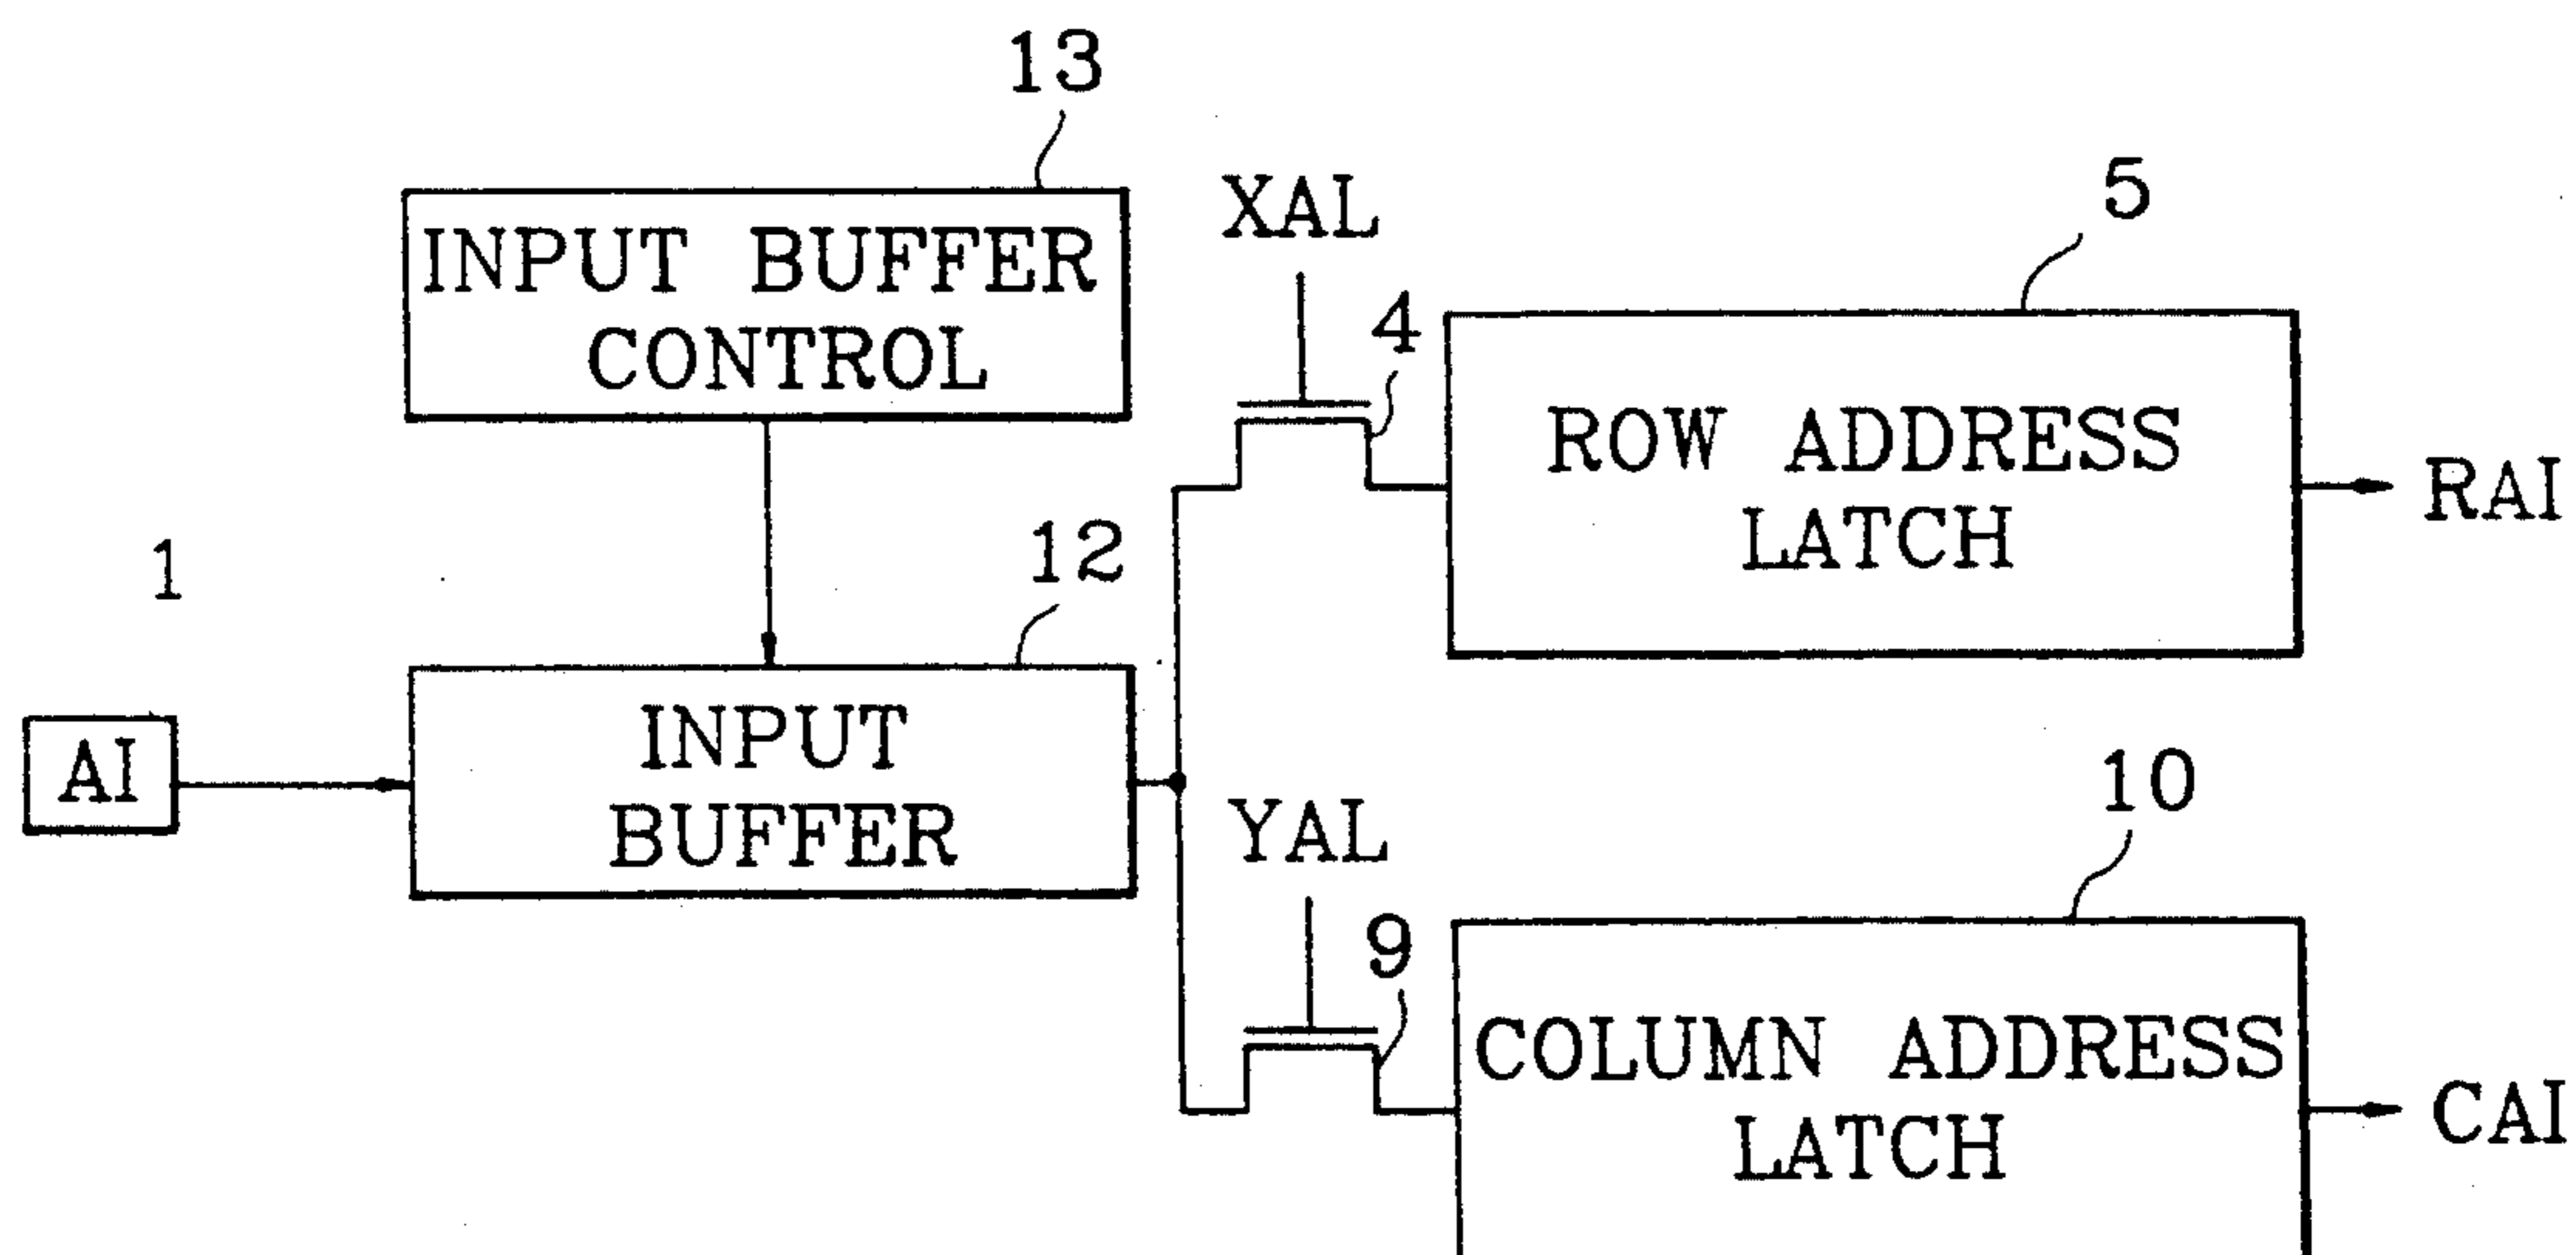 13
INPUT BUFFER
CONTROL
XAL
5
4
ROW ADDRESS
LATCH
RAI
1
12
AI
INPUT
BUFFER
YAL
10
9
COLUMN ADDRESS
LATCH
CAI